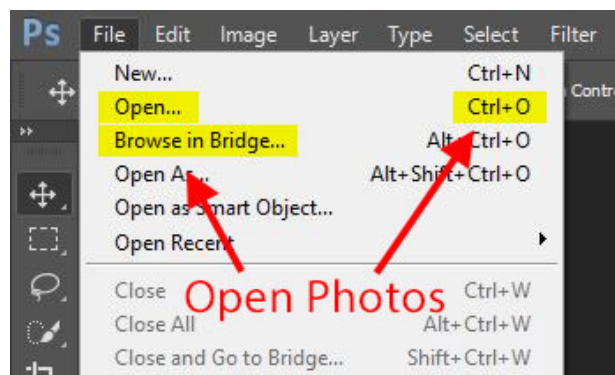 Ps File Edit Image Layer Type Select Filter
New... Ctrl+N
Contr
Open... Ctrl+O
Browse in Bridge... Alt+Ctrl+O
Open As... Alt+Shift+Ctrl+O
Open as Smart Object...
Open Recent
Open Photos
Close Ctrl+W
Close All Alt+Ctrl+W
Close and Go to Bridge... Shift+Ctrl+W